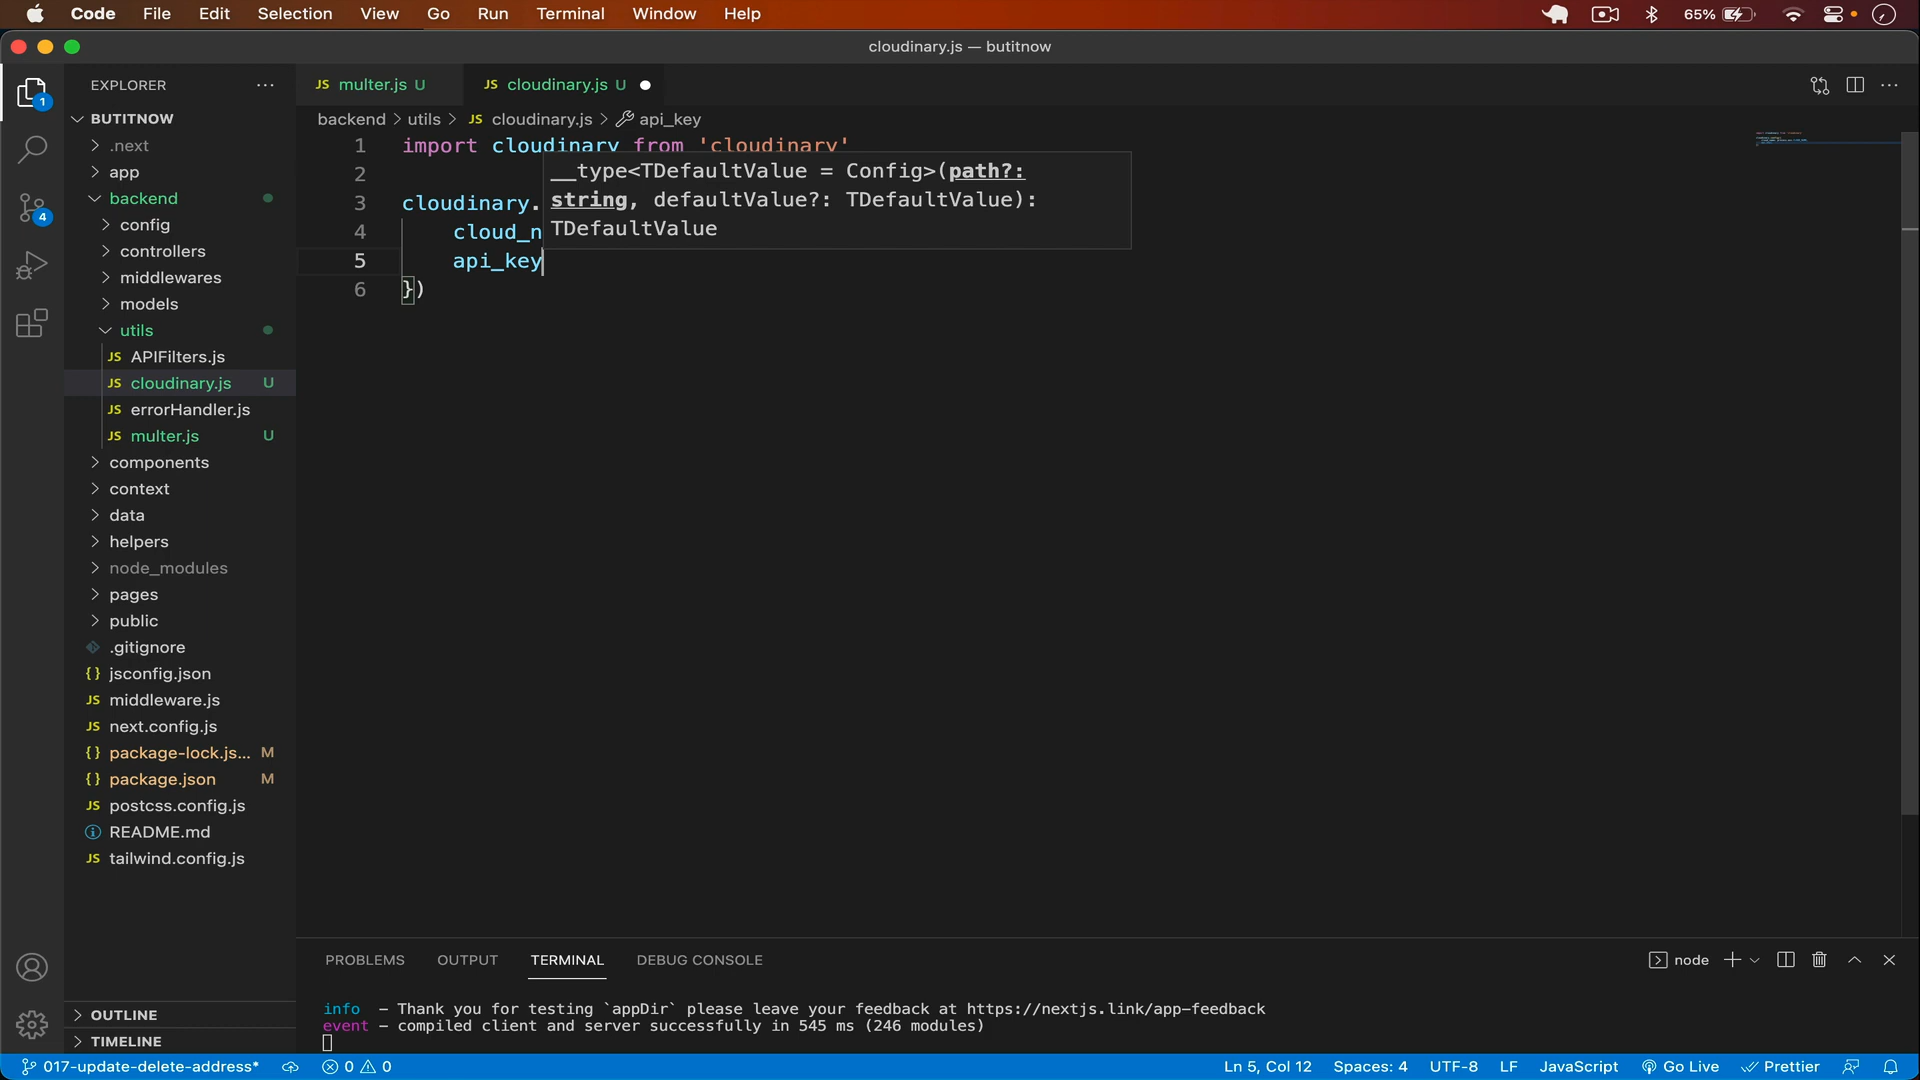 Code File Edit Selection View Go Run Terminal Window Help 65%
cloudinary.js — butitnow
EXPLORER
JS multer.js U JS cloudinary.js U
backend > utils > JS cloudinary.js > api_key
1
4
BUTITNOW
.next
app
backend
config
controllers
middlewares
models
utils
JS APIFilters.js
JS cloudinary.js U
JS errorHandler.js
JS multer.js U
components
context
data
helpers
node_modules
pages
public
.gitignore
{} jsconfig.json
JS middleware.js
JS next.config.js
{} package-lock.js... M
{} package.json M
JS postcss.config.js
README.md
JS tailwind.config.js
OUTLINE
TIMELINE
1 import cloudinary from 'cloudinary'
2
3 cloudinary.
4 cloud_n
5 api_key
6 })
__type<TDefaultValue = Config>(path?:
string, defaultValue?: TDefaultValue):
TDefaultValue
PROBLEMS OUTPUT TERMINAL DEBUG CONSOLE
node
info - Thank you for testing `appDir` please leave your feedback at https://nextjs.link/app-feedback
event - compiled client and server successfully in 545 ms (246 modules)
017-update-delete-address* 0 0 Ln 5, Col 12 Spaces: 4 UTF-8 LF JavaScript Go Live Prettier